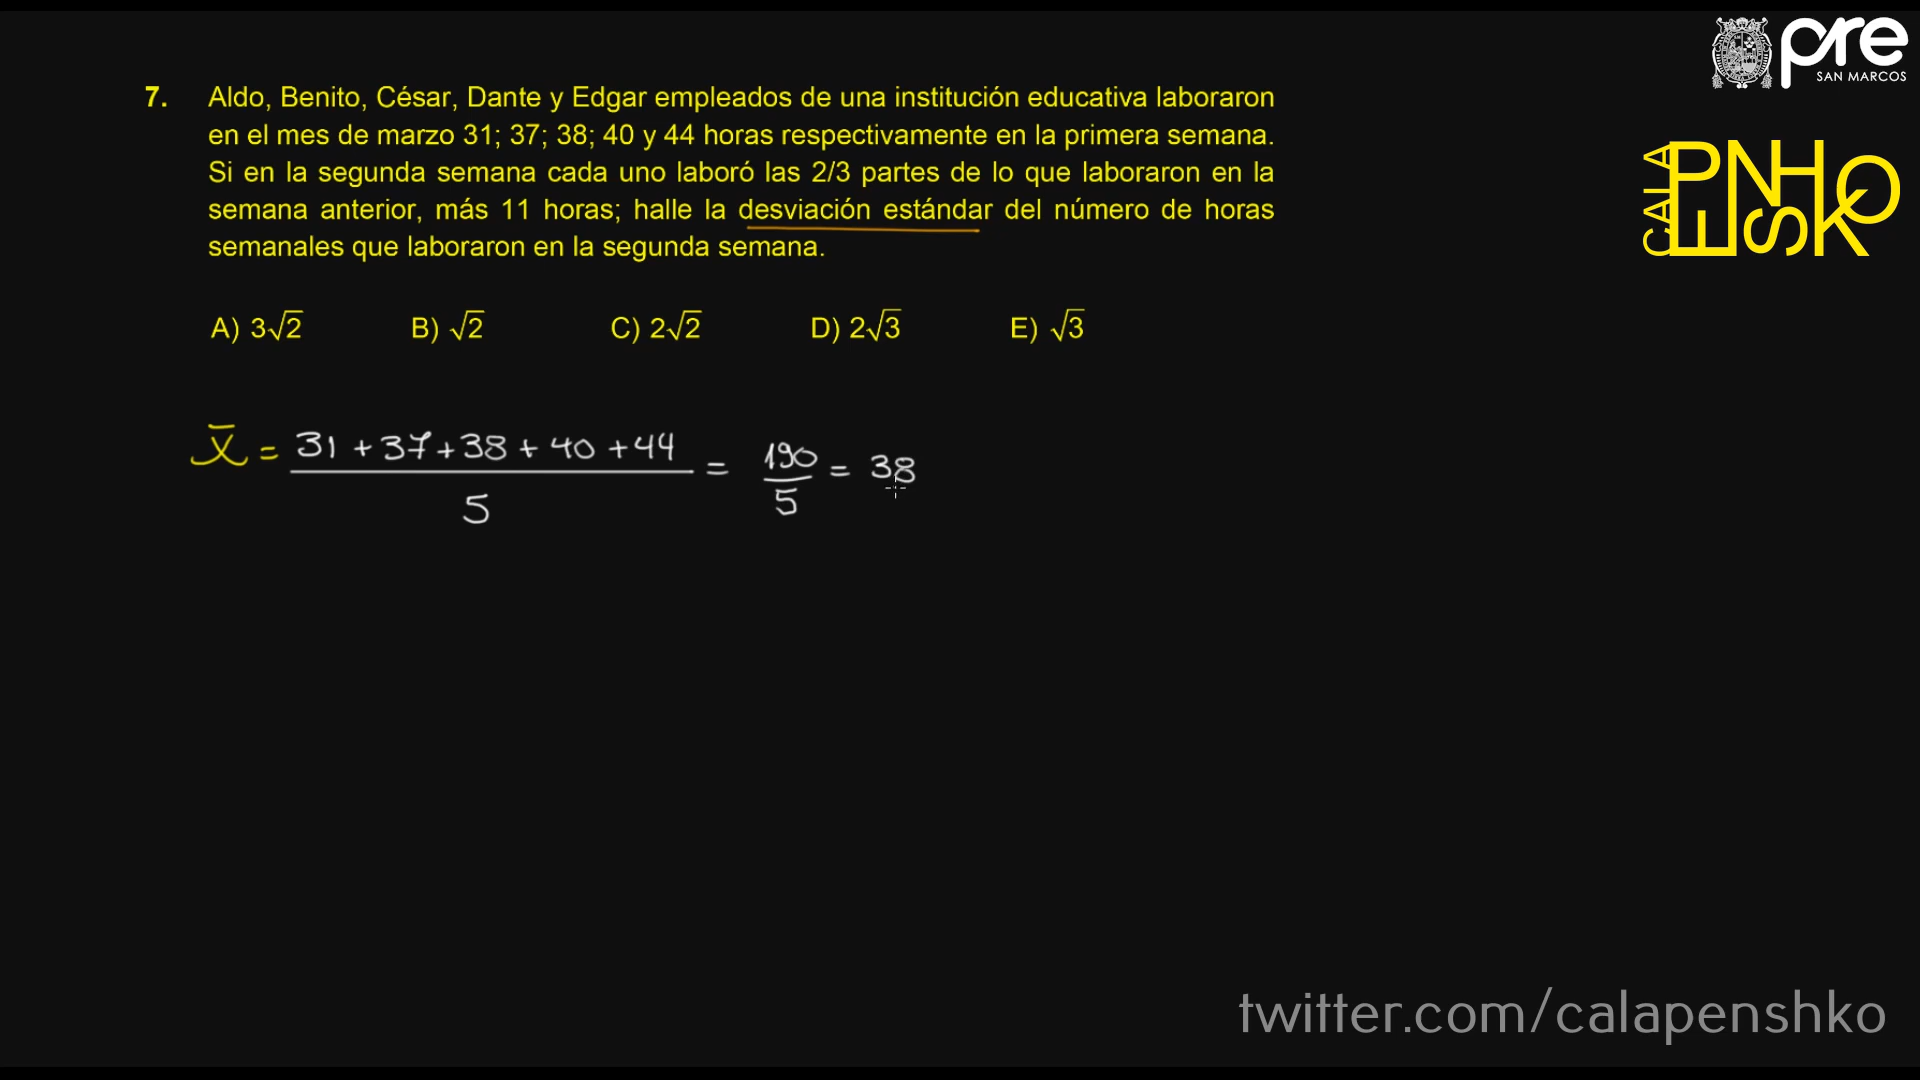 pre
SAN MARCOS
CALA
PENSHKO
7. Aldo, Benito, César, Dante y Edgar empleados de una institución educativa laboraron
en el mes de marzo 31; 37; 38; 40 y 44 horas respectivamente en la primera semana.
Si en la segunda semana cada uno laboró las 2/3 partes de lo que laboraron en la
semana anterior, más 11 horas; halle la desviación estándar del número de horas
semanales que laboraron en la segunda semana.
A) 3√2 B) √2 C) 2√2 D) 2√3 E) √3
x̄ = (31 + 37 + 38 + 40 + 44)/5 = 190/5 = 38
twitter.com/calapenshko